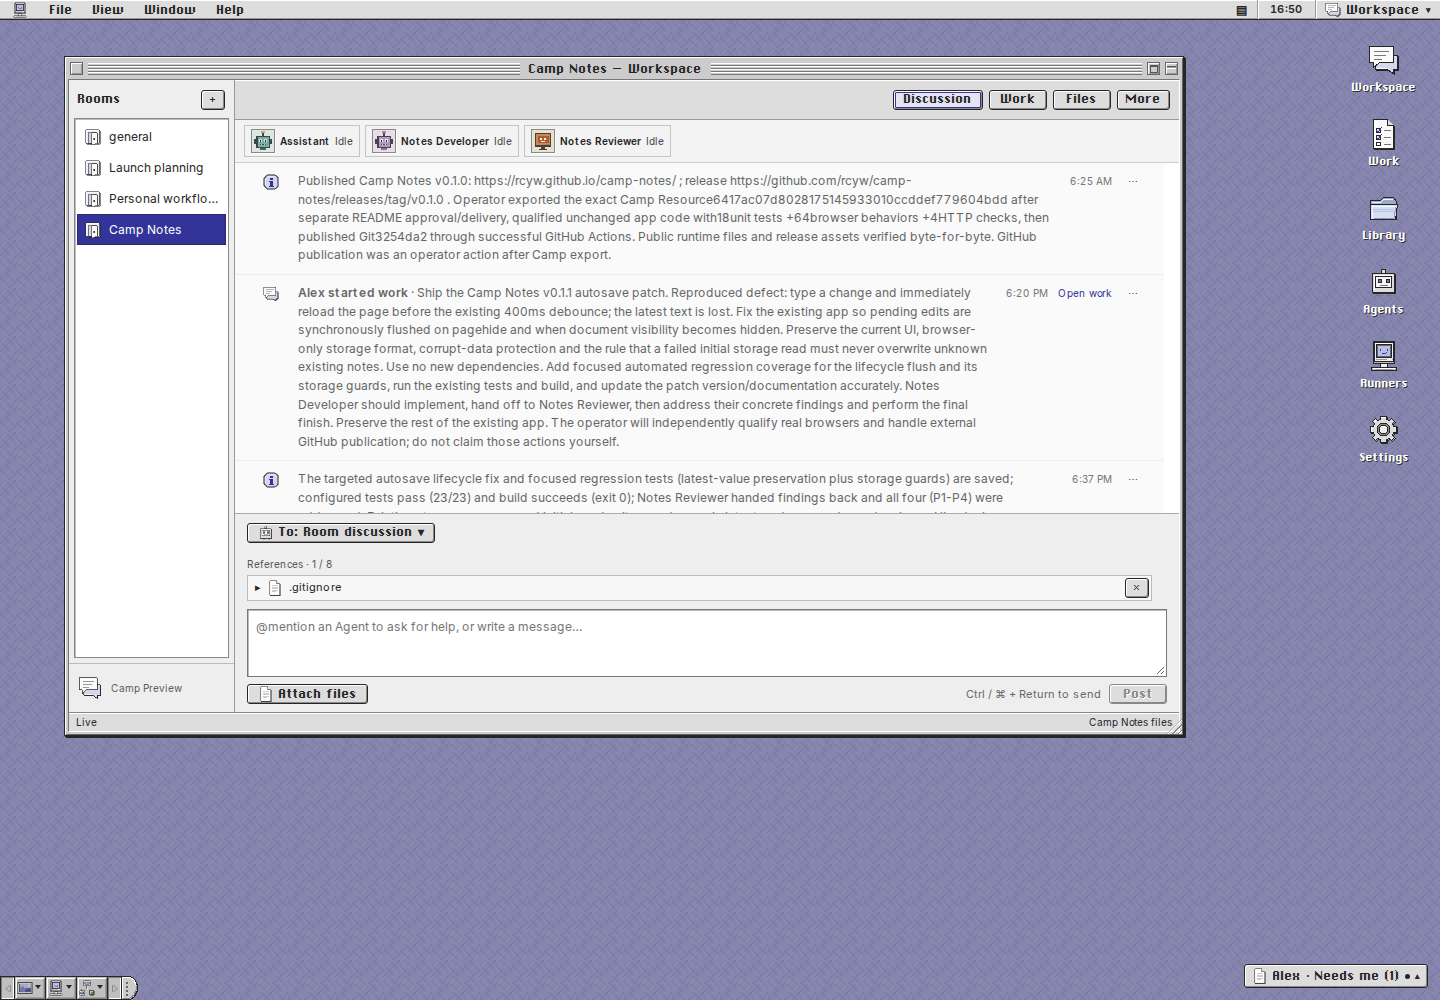 File View Window Help
16:50 Workspace
Camp Notes — Workspace
Rooms
+
general
Launch planning
Personal workflo...
Camp Notes
Camp Preview
Discussion Work Files More
Assistant Idle
Notes Developer Idle
Notes Reviewer Idle
Published Camp Notes v0.1.0: https://rcyw.github.io/camp-notes/ ; release https://github.com/rcyw/camp-
notes/releases/tag/v0.1.0 . Operator exported the exact Camp Resource6417ac07d8028175145933010ccddef779604bdd after
separate README approval/delivery, qualified unchanged app code with18unit tests +64browser behaviors +4HTTP checks, then
published Git3254da2 through successful GitHub Actions. Public runtime files and release assets verified byte-for-byte. GitHub
publication was an operator action after Camp export.
6:25 AM ...
Alex started work · Ship the Camp Notes v0.1.1 autosave patch. Reproduced defect: type a change and immediately
reload the page before the existing 400ms debounce; the latest text is lost. Fix the existing app so pending edits are
synchronously flushed on pagehide and when document visibility becomes hidden. Preserve the current UI, browser-
only storage format, corrupt-data protection and the rule that a failed initial storage read must never overwrite unknown
existing notes. Use no new dependencies. Add focused automated regression coverage for the lifecycle flush and its
storage guards, run the existing tests and build, and update the patch version/documentation accurately. Notes
Developer should implement, hand off to Notes Reviewer, then address their concrete findings and perform the final
finish. Preserve the rest of the existing app. The operator will independently qualify real browsers and handle external
GitHub publication; do not claim those actions yourself.
6:20 PM Open work ...
The targeted autosave lifecycle fix and focused regression tests (latest-value preservation plus storage guards) are saved;
configured tests pass (23/23) and build succeeds (exit 0); Notes Reviewer handed findings back and all four (P1-P4) were
6:37 PM ...
To: Room discussion ▼
References · 1 / 8
.gitignore
×
@mention an Agent to ask for help, or write a message...
Attach files
Ctrl / ⌘ + Return to send Post
Live
Camp Notes files
Workspace
Work
Library
Agents
Runners
Settings
Alex · Needs me (1)